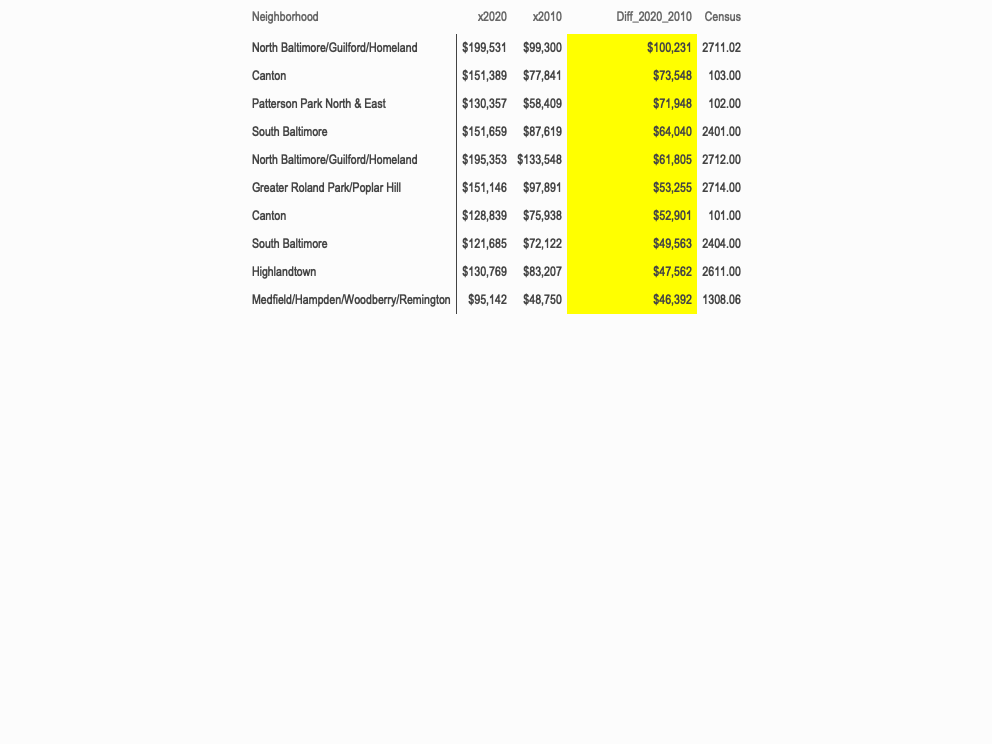 Neighborhood x2020 x2010 Diff_2020_2010 Census
North Baltimore/Guilford/Homeland $199,531 $99,300 $100,231 2711.02
Canton $151,389 $77,841 $73,548 103.00
Patterson Park North & East $130,357 $58,409 $71,948 102.00
South Baltimore $151,659 $87,619 $64,040 2401.00
North Baltimore/Guilford/Homeland $195,353 $133,548 $61,805 2712.00
Greater Roland Park/Poplar Hill $151,146 $97,891 $53,255 2714.00
Canton $128,839 $75,938 $52,901 101.00
South Baltimore $121,685 $72,122 $49,563 2404.00
Highlandtown $130,769 $83,207 $47,562 2611.00
Medfield/Hampden/Woodberry/Remington $95,142 $48,750 $46,392 1308.06